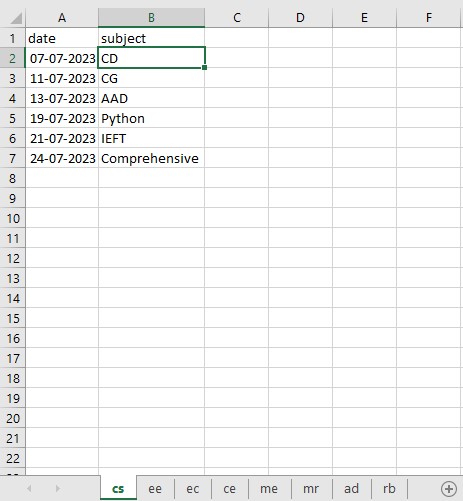 A B C D E F
1 date subject
2 07-07-2023 CD
3 11-07-2023 CG
4 13-07-2023 AAD
5 19-07-2023 Python
6 21-07-2023 IEFT
7 24-07-2023 Comprehensive
8
9
10
11
12
13
14
15
16
17
18
19
20
21
22
cs ee ec ce me mr ad rb